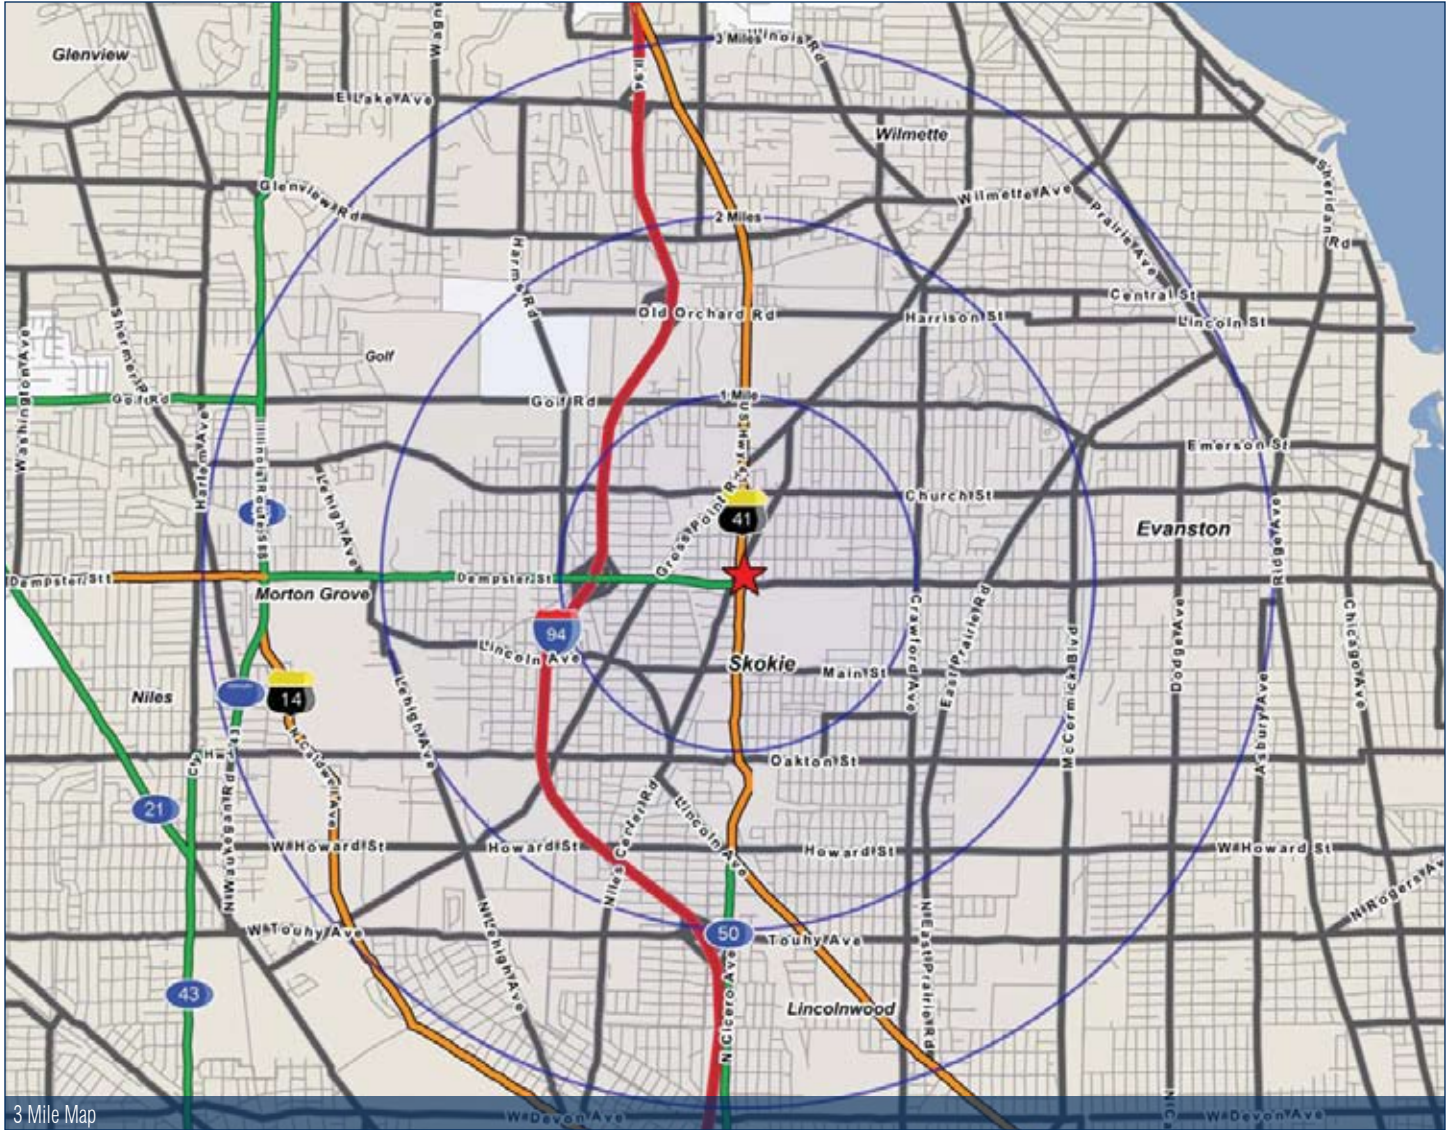 Glenview
Waug
Illinois Rd
3 Miles
I-94
E Lake Ave
Wilmette
Sheridan Rd
Glenview Rd
Wilmette Ave
Prairie Ave
2 Miles
Harms Rd
Central St
Old Orchard Rd
Harrison St
Lincoln St
Shermer Rd
Washington Ave
Golf
1 Mile
Golf Rd
Golf Rd
Harlem Ave
Emerson St
Lehigh Ave
Church St
Gross Point Rd
41
Evanston
Ridge Ave
Dempster St
Dempster St
Morton Grove
Crawford Ave
East Prairie Rd
Dodge Ave
Chicago Ave
94
Lincoln Ave
Skokie
Main St
McCormick Blvd
Niles
14
Lehigh Ave
Asbury Ave
N Caldwell Ave
Oakton St
21
N Waukegan Rd
Niles Center Rd
Lincoln Ave
W Howard St
Howard St
Howard St
W Howard St
N Rogers Av
W Touhy Ave
N Lehigh Ave
50
Touhy Ave
N East Prairie Rd
43
N Cicero Ave
Lincolnwood
3 Mile Map
W Devon Ave
N Ca
W Devon Ave